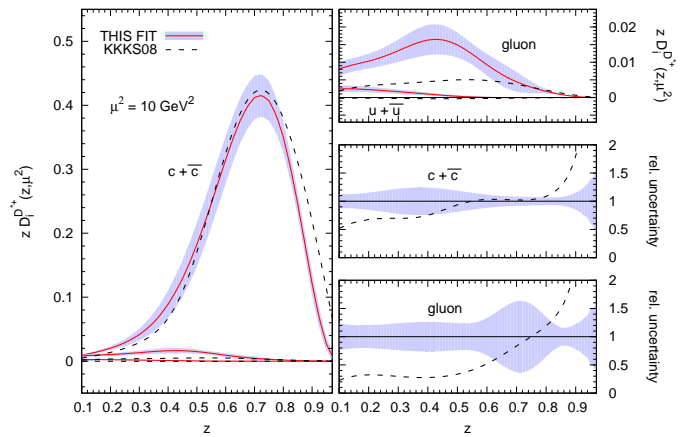 THIS FIT
KKKS08
μ² = 10 GeV²
c + c̅
z D_i^{D*+}(z,μ²)
0.5
0.4
0.3
0.2
0.1
0
0.1 0.2 0.3 0.4 0.5 0.6 0.7 0.8 0.9
z
gluon
u + u̅
0.02
0.01
0
z D_i^{D*+}(z,μ²)
c + c̅
2
1.5
1
0.5
0
rel. uncertainty
gluon
2
1.5
1
0.5
0
rel. uncertainty
0.1 0.2 0.3 0.4 0.5 0.6 0.7 0.8 0.9
z